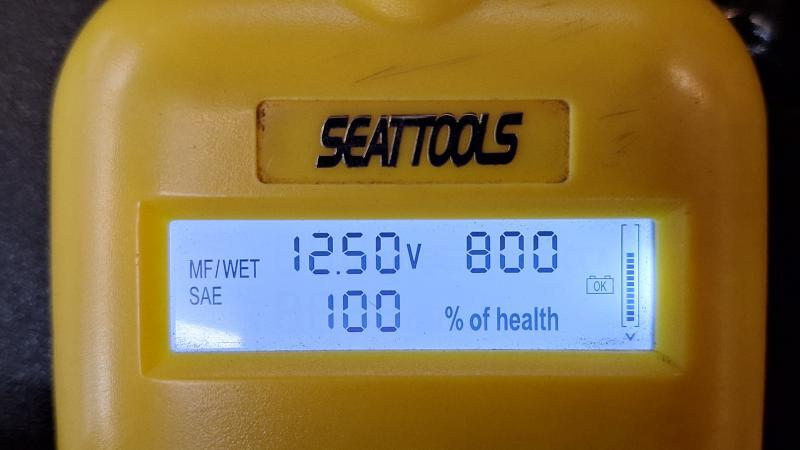 SEATTOOLS
MF/WET 12.50V 800
SAE 100 % of health
OK